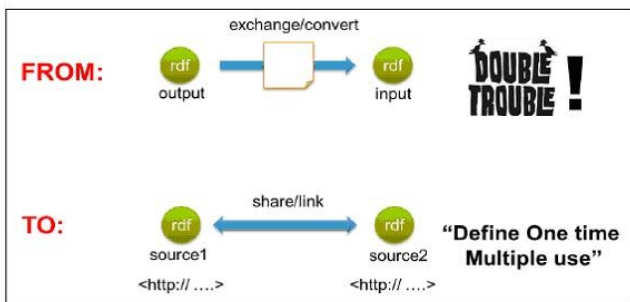 exchange/convert
FROM:
rdf
rdf
output
input
DOUBLE
TROUBLE
!
share/link
TO:
rdf
rdf
source1
source2
<http:// ....>
<http:// ....>
“Define One time
Multiple use”